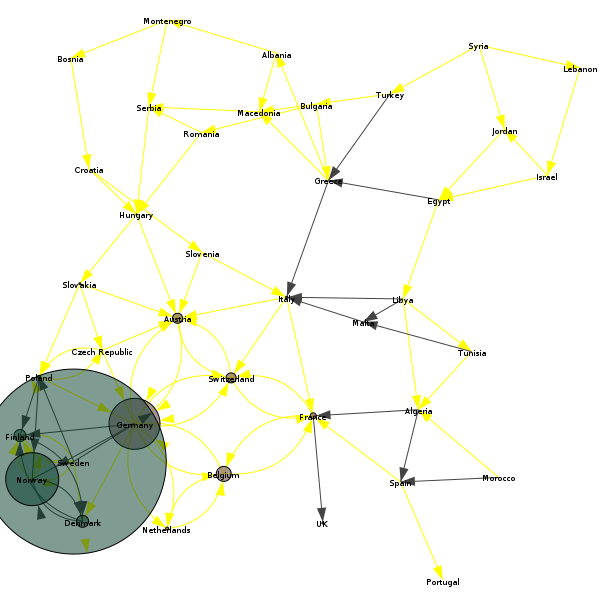 Montenegro
Syria
Albania
Bosnia
Lebanon
Turkey
Bulgaria
Serbia
Macedonia
Romania
Jordan
Croatia
Israel
Greece
Egypt
Hungary
Slovenia
Slovakia
Italy
Libya
Austria
Malta
Czech Republic
Tunisia
Poland
Switzerland
Algeria
France
Germany
Finland
Sweden
Belgium
Morocco
Norway
Spain
Denmark
UK
Netherlands
Portugal